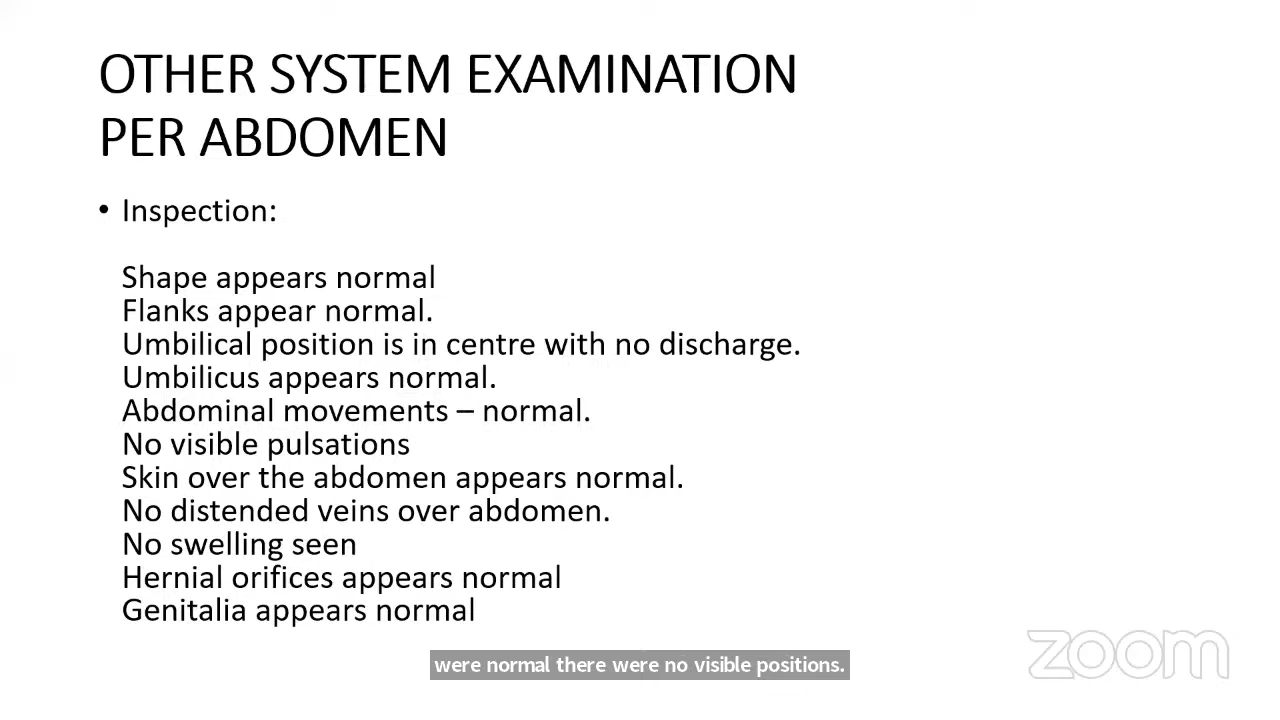 OTHER SYSTEM EXAMINATION
PER ABDOMEN
• Inspection:
Shape appears normal
Flanks appear normal.
Umbilical position is in centre with no discharge.
Umbilicus appears normal.
Abdominal movements – normal.
No visible pulsations
Skin over the abdomen appears normal.
No distended veins over abdomen.
No swelling seen
Hernial orifices appears normal
Genitalia appears normal
were normal there were no visible positions.
zoom